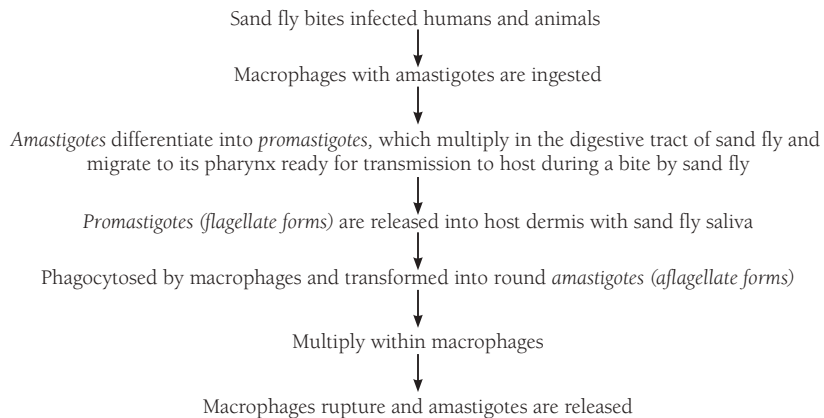 Sand fly bites infected humans and animals
Macrophages with amastigotes are ingested
Amastigotes differentiate into promastigotes, which multiply in the digestive tract of sand fly and
migrate to its pharynx ready for transmission to host during a bite by sand fly
Promastigotes (flagellate forms) are released into host dermis with sand fly saliva
Phagocytosed by macrophages and transformed into round amastigotes (aflagellate forms)
Multiply within macrophages
Macrophages rupture and amastigotes are released